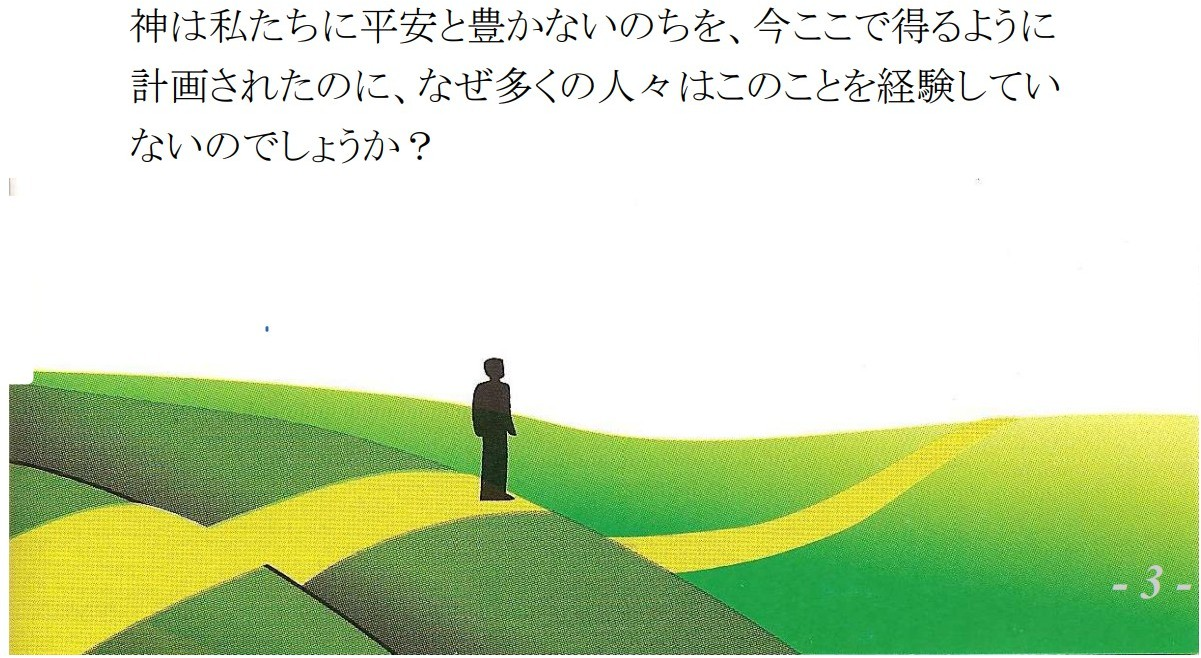 神は私たちに平安と豊かないのちを、今ここで得るように
計画されたのに、なぜ多くの人々はこのことを経験してい
ないのでしょうか？
- 3 -